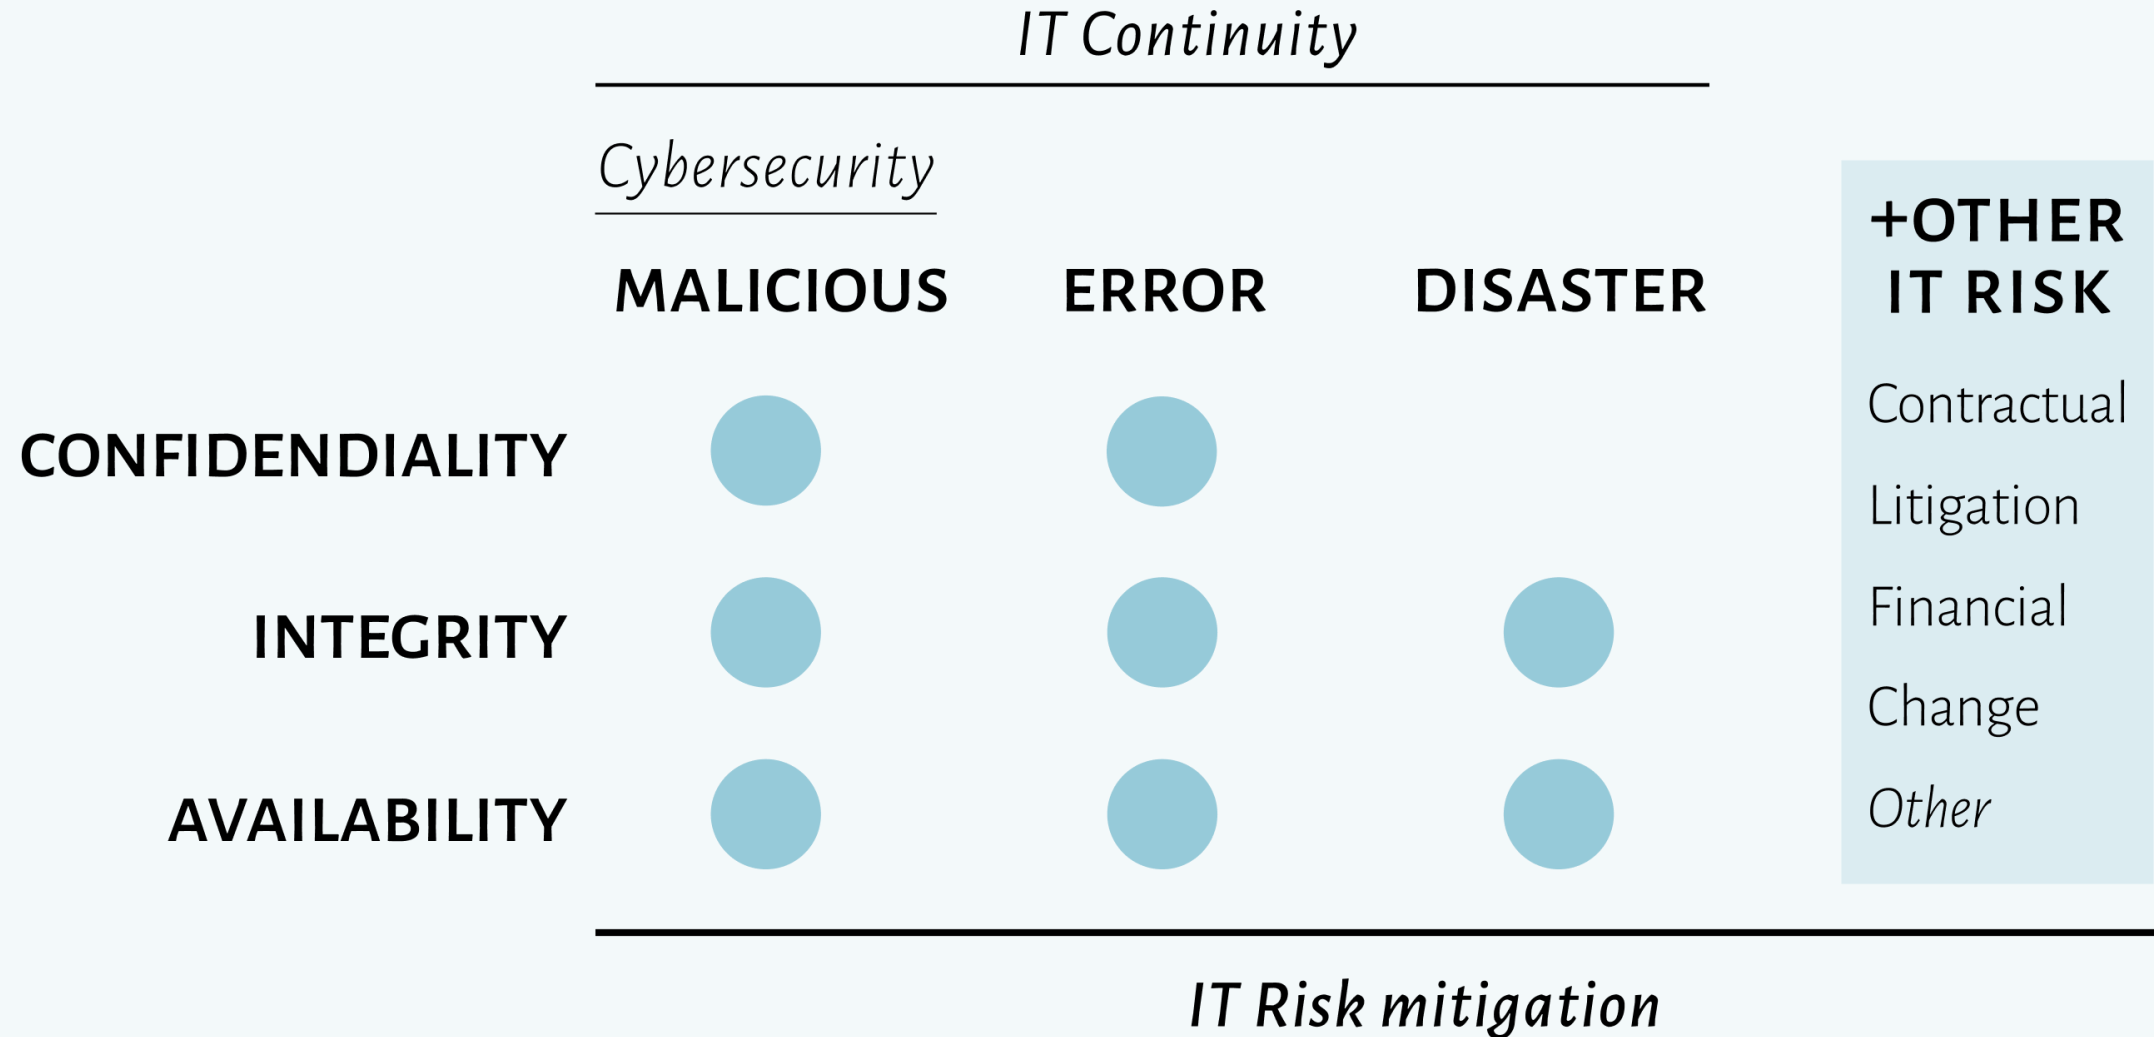 IT Continuity
Cybersecurity
MALICIOUS ERROR DISASTER
+OTHER
IT RISK
CONFIDENDIALITY
INTEGRITY
AVAILABILITY
Contractual
Litigation
Financial
Change
Other
IT Risk mitigation